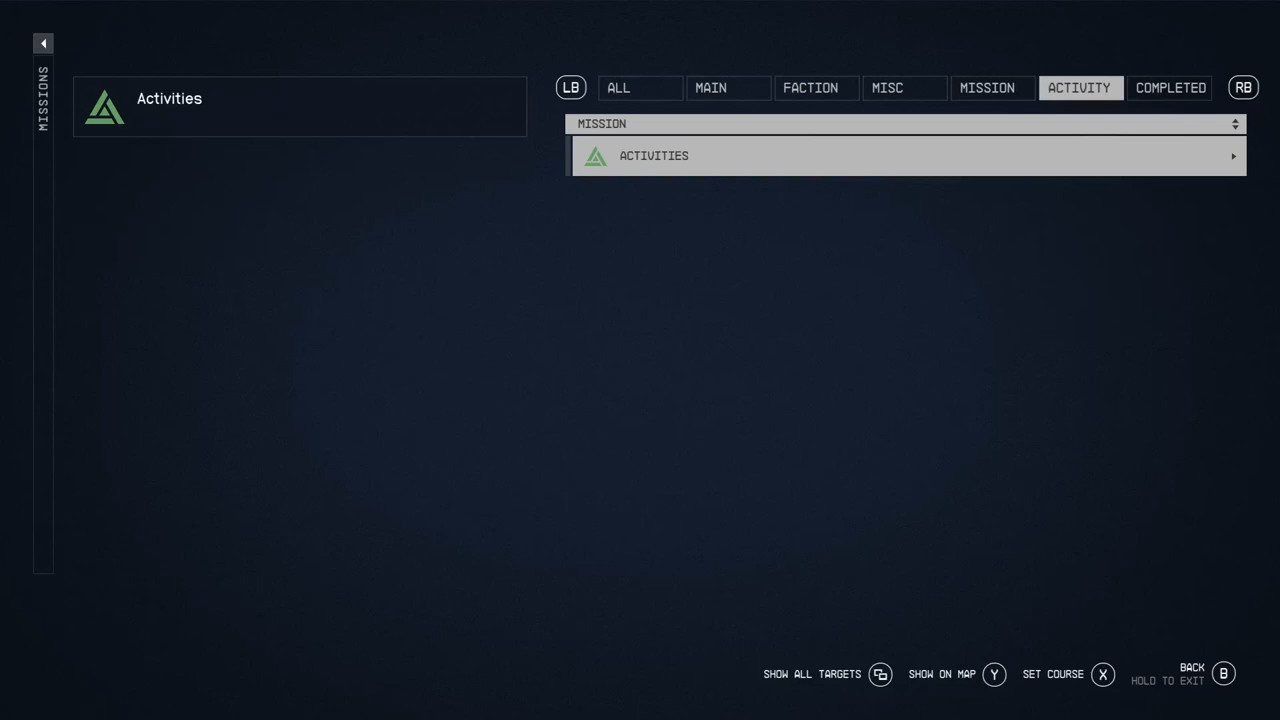 MISSIONS
Activities
LB ALL MAIN FACTION MISC MISSION ACTIVITY COMPLETED RB
MISSION
ACTIVITIES
SHOW ALL TARGETS SHOW ON MAP Y SET COURSE X BACK B
HOLD TO EXIT